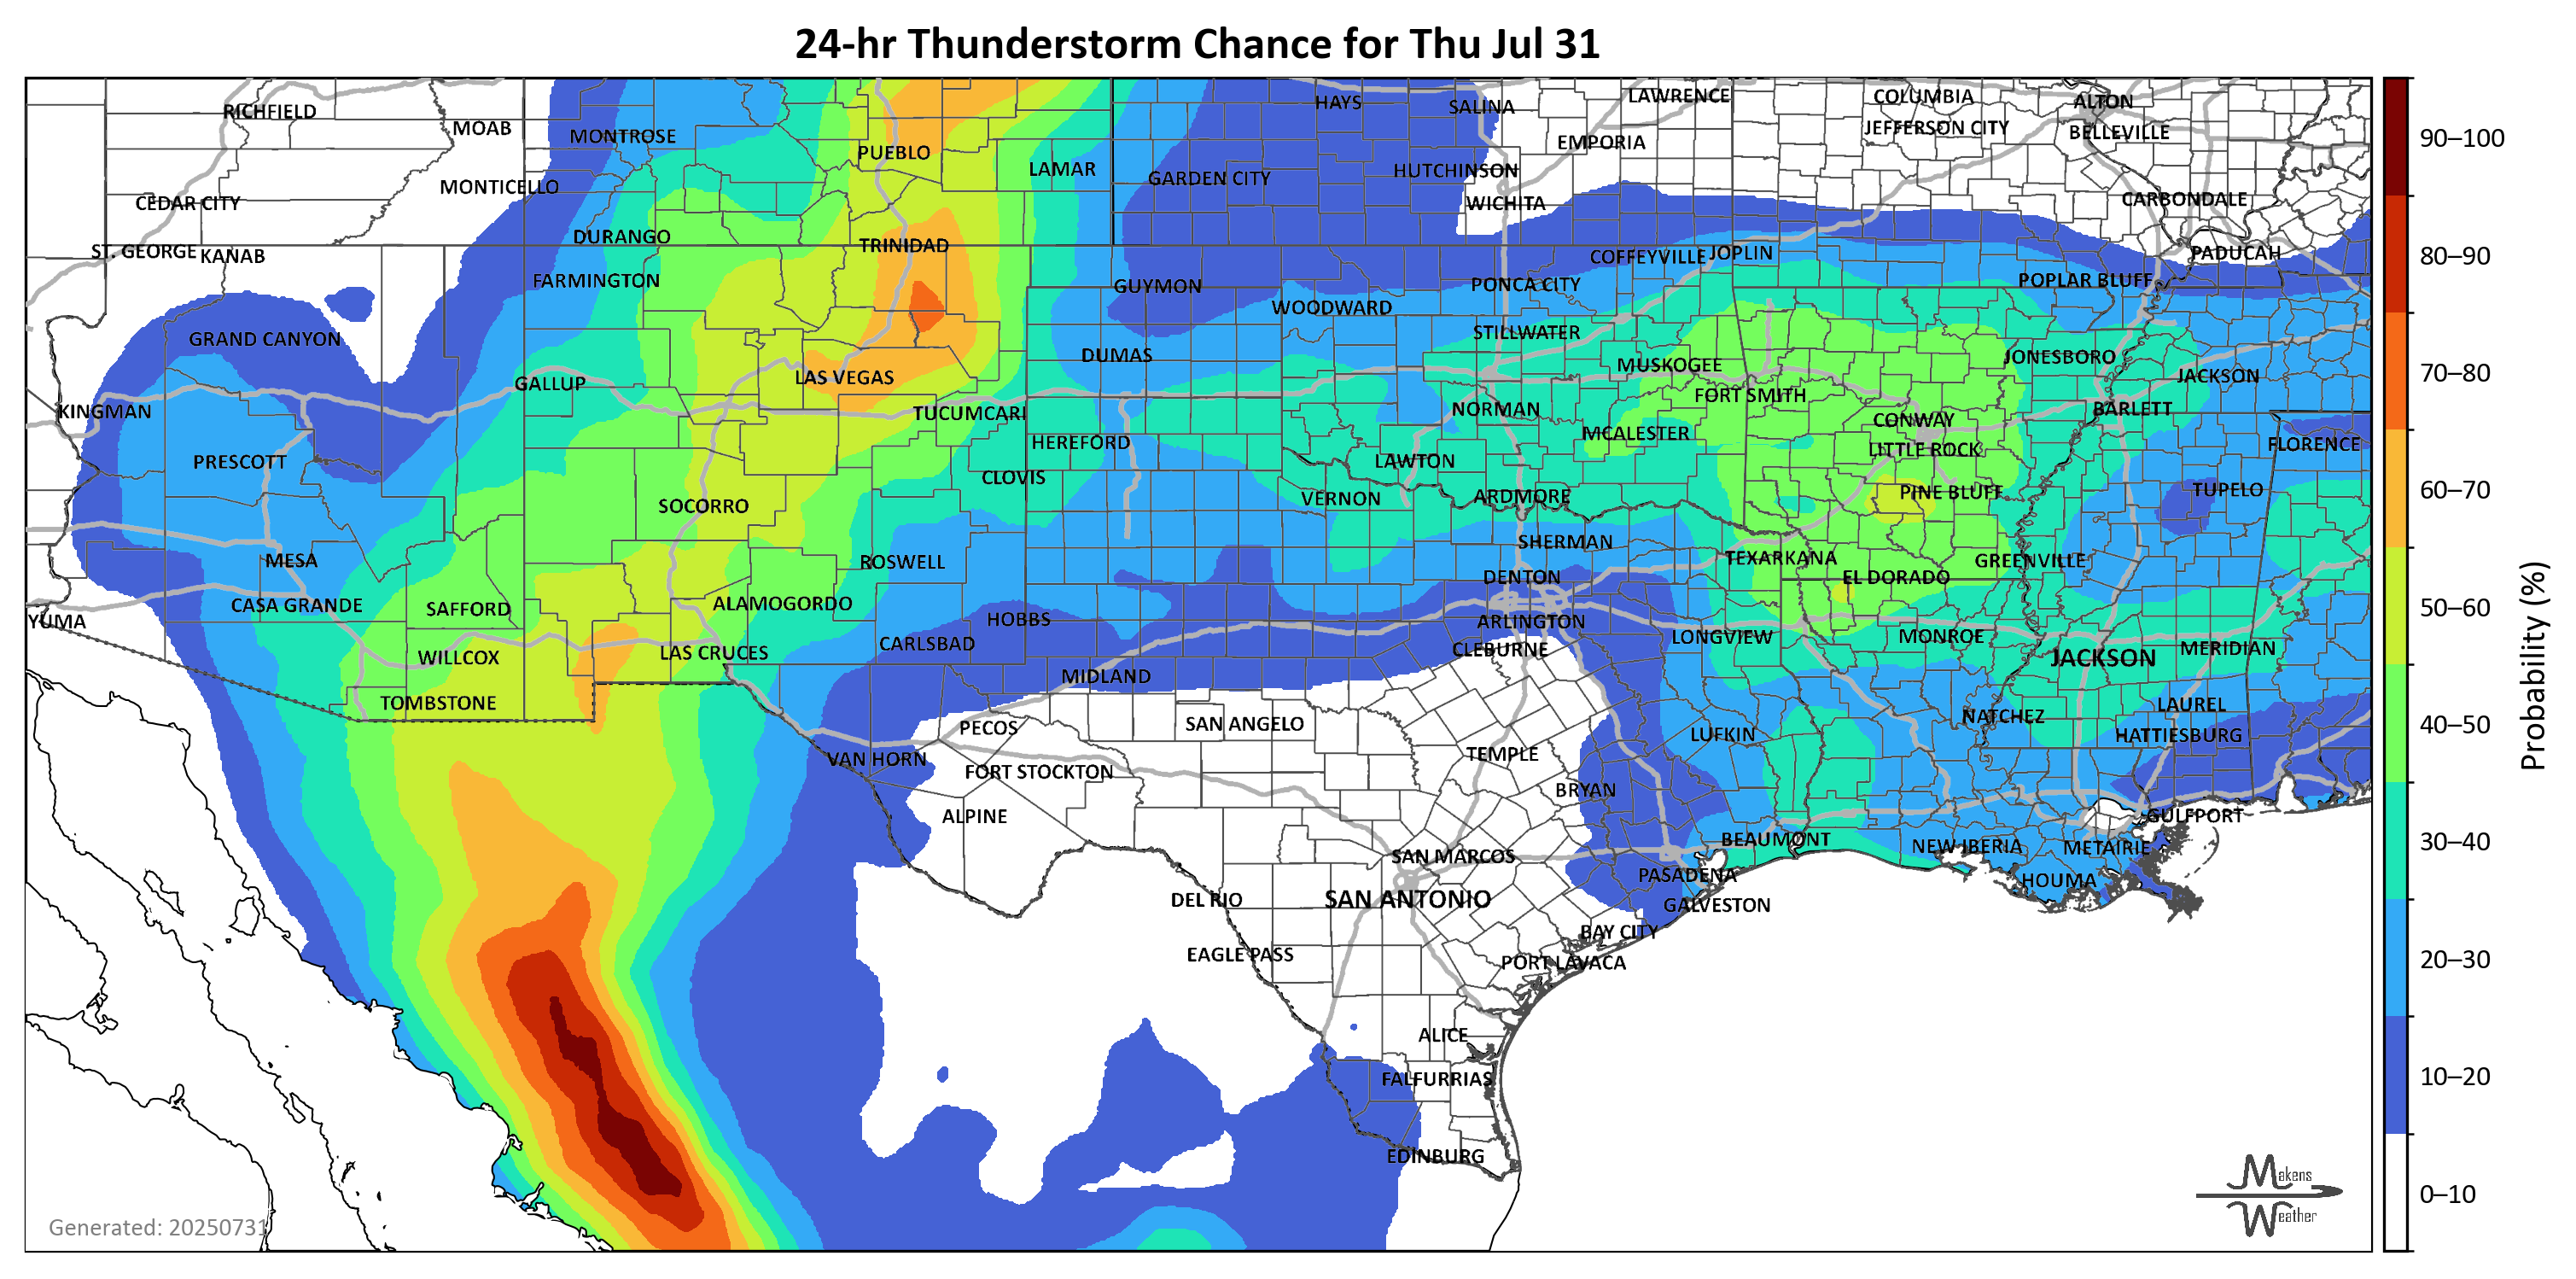 24-hr Thunderstorm Chance for Thu Jul 31
RICHFIELD
MOAB
MONTROSE
PUEBLO
LAMAR
HAYS
SALINA
LAWRENCE
COLUMBIA
ALTON
JEFFERSON CITY
BELLEVILLE
EMPORIA
HUTCHINSON
GARDEN CITY
MONTICELLO
CEDAR CITY
WICHITA
CARBONDALE
DURANGO
TRINIDAD
ST. GEORGE
KANAB
COFFEYVILLE
JOPLIN
PADUCAH
FARMINGTON
GUYMON
PONCA CITY
POPLAR BLUFF
WOODWARD
GRAND CANYON
STILLWATER
DUMAS
JONESBORO
MUSKOGEE
LAS VEGAS
GALLUP
JACKSON
FORT SMITH
KINGMAN
TUCUMCARI
NORMAN
BARLETT
CONWAY
MCALESTER
HEREFORD
LITTLE ROCK
FLORENCE
PRESCOTT
LAWTON
CLOVIS
TUPELO
VERNON
ARDMORE
PINE BLUFF
SOCORRO
SHERMAN
MESA
ROSWELL
TEXARKANA
GREENVILLE
DENTON
EL DORADO
CASA GRANDE
SAFFORD
ALAMOGORDO
YUMA
HOBBS
ARLINGTON
LONGVIEW
MONROE
CARLSBAD
CLEBURNE
MERIDIAN
WILLCOX
LAS CRUCES
JACKSON
MIDLAND
TOMBSTONE
LAUREL
NATCHEZ
PECOS
SAN ANGELO
LUFKIN
HATTIESBURG
TEMPLE
VAN HORN
FORT STOCKTON
BRYAN
ALPINE
GULFPORT
BEAUMONT
NEW IBERIA
METAIRIE
SAN MARCOS
PASADENA
HOUMA
DEL RIO
SAN ANTONIO
GALVESTON
BAY CITY
EAGLE PASS
PORT LAVACA
ALICE
FALFURRIAS
EDINBURG
Generated: 20250731
Makens
Weather
90–100
80–90
70–80
60–70
50–60
40–50
30–40
20–30
10–20
0–10
Probability (%)